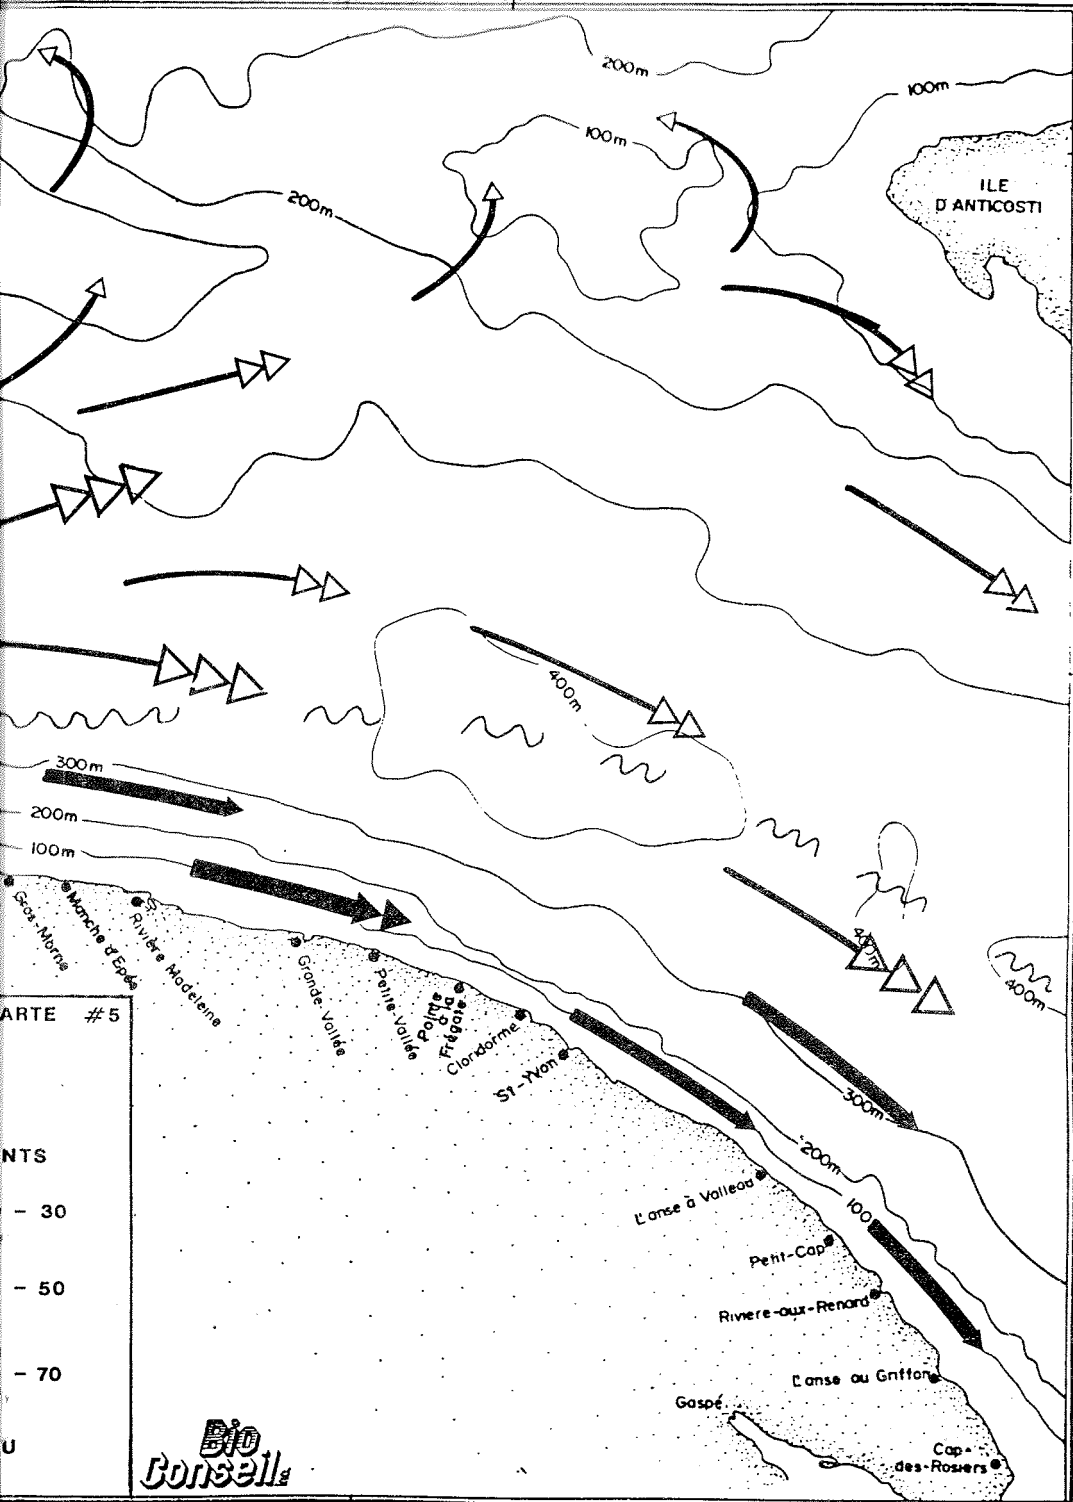 200m
100m
100m
ILE
D'ANTICOSTI
200m
400m
300m
200m
100m
Gros-Morne
Manche d'Epée
Rivière Madeleine
Grande-Vallée
Petite-Vallée
Pointe
à la
Frégate
Cloridorme
St-Yvon
400m
400m
300m
200m
100
L'anse à Valleau
Petit-Cap
Riviere-aux-Renard
L'anse au Griffon
Gaspé
Cap-
des-Rosiers
ARTE #5
NTS
- 30
- 50
- 70
U
Bio
Conseil